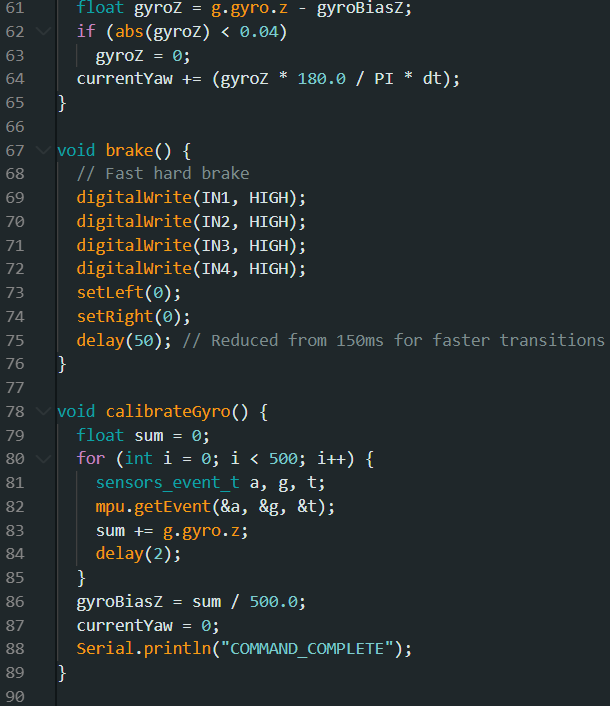 61 float gyroZ = g.gyro.z - gyroBiasZ;
62 if (abs(gyroZ) < 0.04)
63 gyroZ = 0;
64 currentYaw += (gyroZ * 180.0 / PI * dt);
65 }
66
67 void brake() {
68 // Fast hard brake
69 digitalWrite(IN1, HIGH);
70 digitalWrite(IN2, HIGH);
71 digitalWrite(IN3, HIGH);
72 digitalWrite(IN4, HIGH);
73 setLeft(0);
74 setRight(0);
75 delay(50); // Reduced from 150ms for faster transitions
76 }
77
78 void calibrateGyro() {
79 float sum = 0;
80 for (int i = 0; i < 500; i++) {
81 sensors_event_t a, g, t;
82 mpu.getEvent(&a, &g, &t);
83 sum += g.gyro.z;
84 delay(2);
85 }
86 gyroBiasZ = sum / 500.0;
87 currentYaw = 0;
88 Serial.println("COMMAND_COMPLETE");
89 }
90